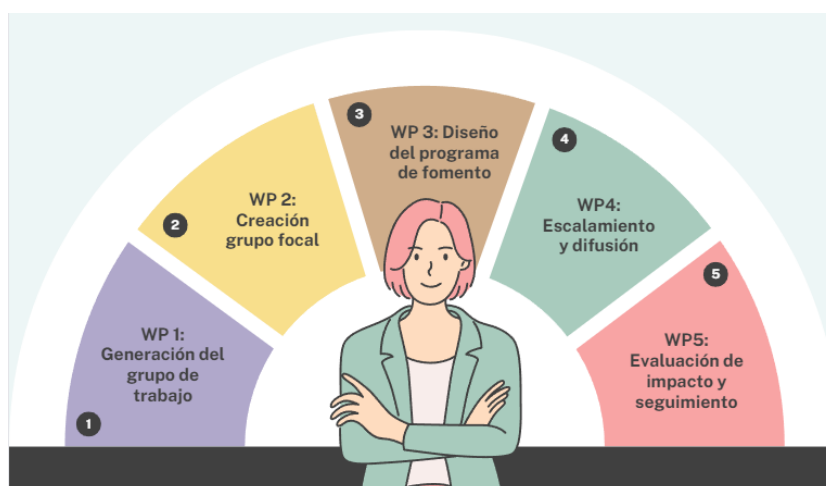 1
WP 1:
Generación del
grupo de
trabajo
2
WP 2:
Creación
grupo focal
3
WP 3: Diseño
del programa
de fomento
4
WP4:
Escalamiento
y difusión
5
WP5:
Evaluación de
impacto y
seguimiento